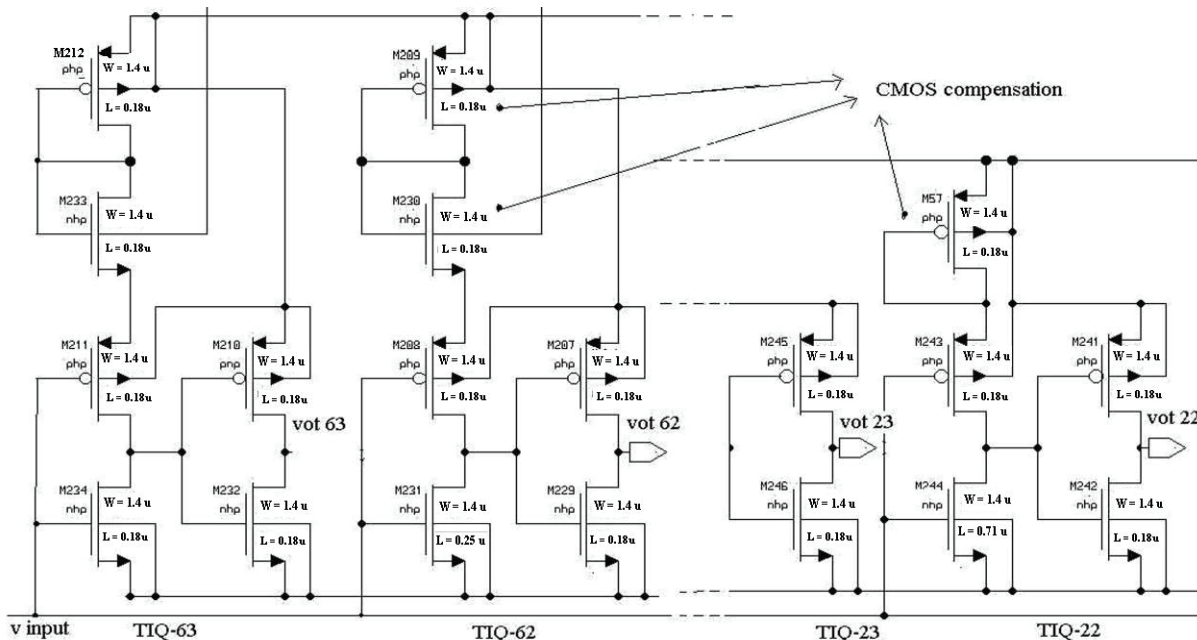 M212
php
W = 1.4 u
L = 0.18u
M209
php
W = 1.4 u
L = 0.18u
CMOS compensation
M233
nhp
W = 1.4 u
L = 0.18u
M230
nhp
W = 1.4 u
L = 0.18u
M57
php
W = 1.4 u
L = 0.18u
M211
php
W = 1.4 u
L = 0.18u
M210
php
W = 1.4 u
L = 0.18u
vot 63
M208
php
W = 1.4 u
L = 0.18u
M207
php
W = 1.4 u
L = 0.18u
vot 62
M245
php
W = 1.4 u
L = 0.18u
vot 23
M243
php
W = 1.4 u
L = 0.18u
M241
php
W = 1.4 u
L = 0.18u
vot 22
M234
nhp
W = 1.4 u
L = 0.18u
M232
nhp
W = 1.4 u
L = 0.18u
M231
nhp
W = 1.4 u
L = 0.25 u
M229
nhp
W = 1.4 u
L = 0.18u
M246
nhp
W = 1.4 u
L = 0.18u
M244
nhp
W = 1.4 u
L = 0.71 u
M242
nhp
W = 1.4 u
L = 0.18u
v input
TIQ-63
TIQ-62
TIQ-23
TIQ-22